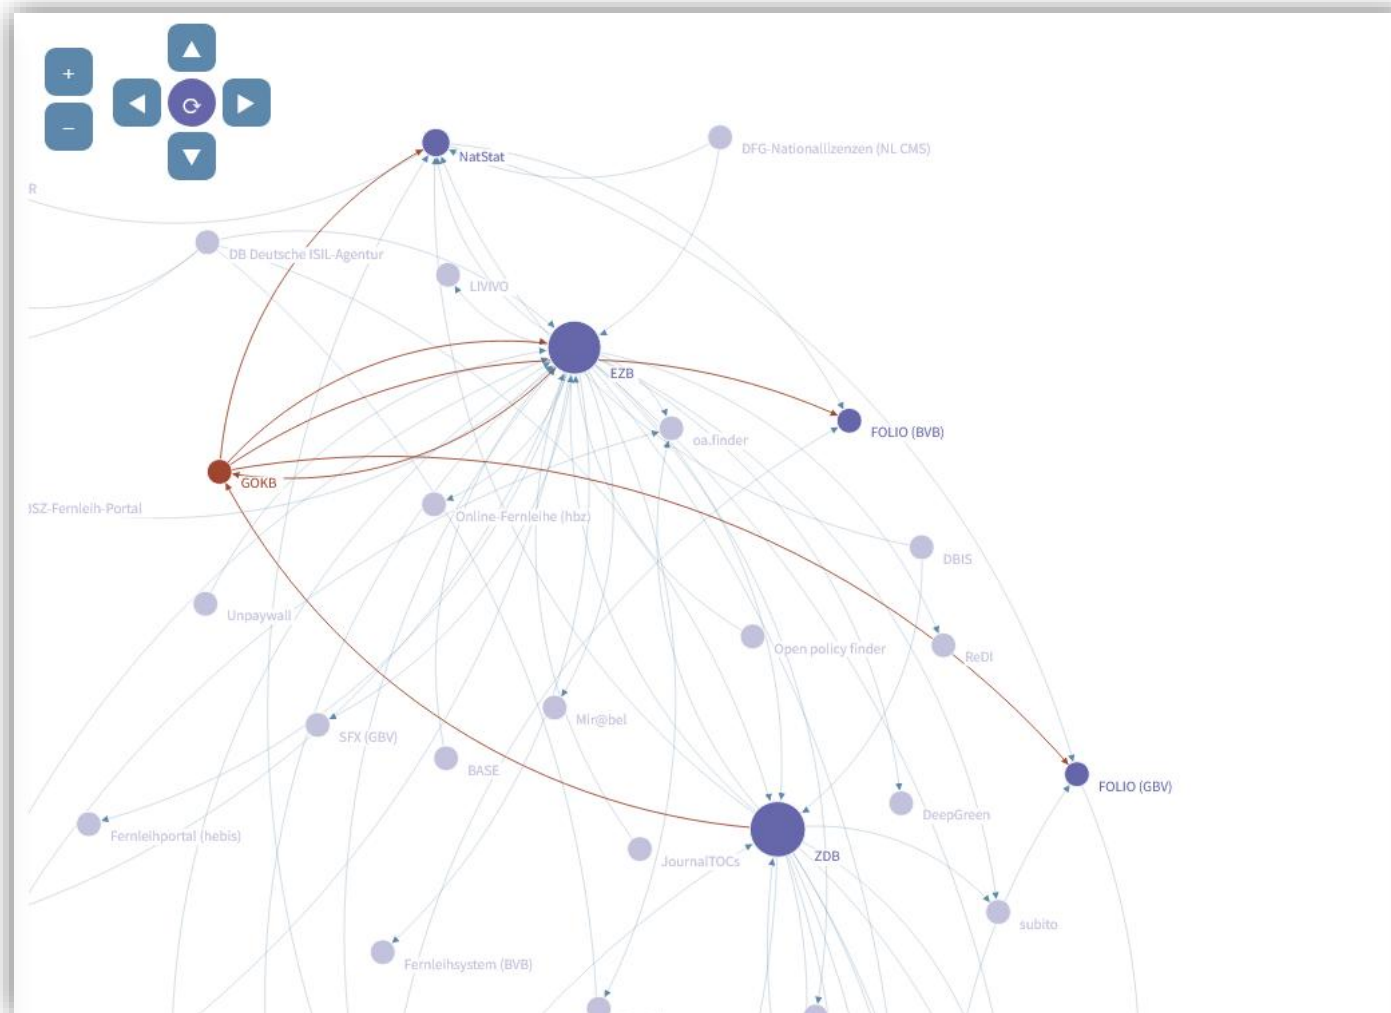 +
−
NatStat
DFG-Nationallizenzen (NL CMS)
R
DB Deutsche ISIL-Agentur
LIVIVO
EZB
FOLIO (BVB)
oa.finder
GOKB
ISZ-Fernleih-Portal
Online-Fernleihe (hbz)
DBIS
Unpaywall
Open policy finder
ReDI
Mir@bel
SFX (GBV)
BASE
FOLIO (GBV)
DeepGreen
Fernleihportal (hebis)
JournalTOCs
ZDB
subito
Fernleihsystem (BVB)